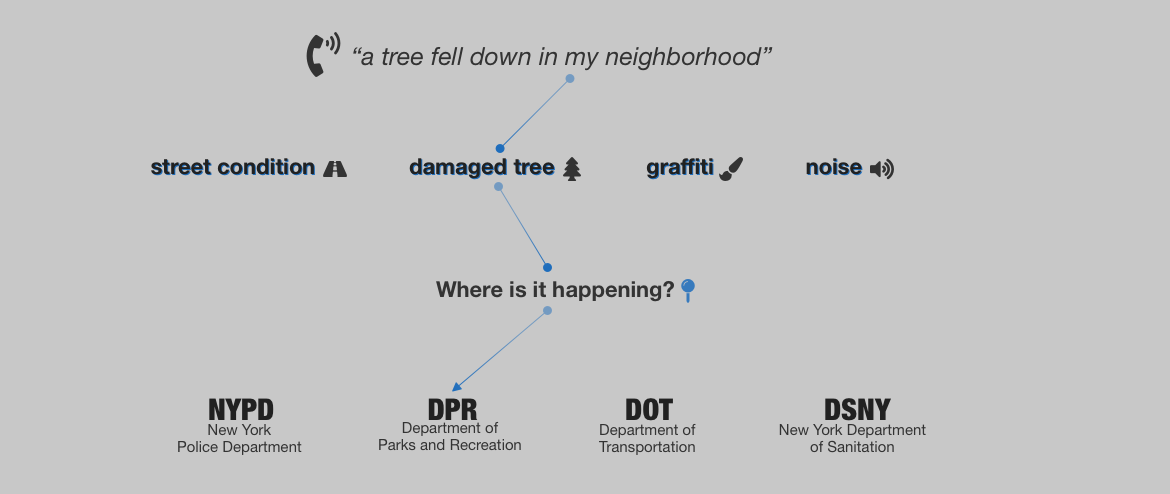 “a tree fell down in my neighborhood”
street condition
damaged tree
graffiti
noise
Where is it happening?
NYPD
New York
Police Department
DPR
Department of
Parks and Recreation
DOT
Department of
Transportation
DSNY
New York Department
of Sanitation